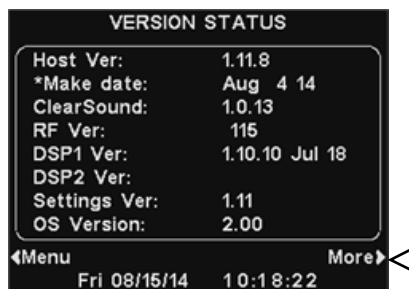 VERSION STATUS
Host Ver: 1.11.8
*Make date: Aug 4 14
ClearSound: 1.0.13
RF Ver: 115
DSP1 Ver: 1.10.10 Jul 18
DSP2 Ver:
Settings Ver: 1.11
OS Version: 2.00
Menu More
Fri 08/15/14 10:18:22